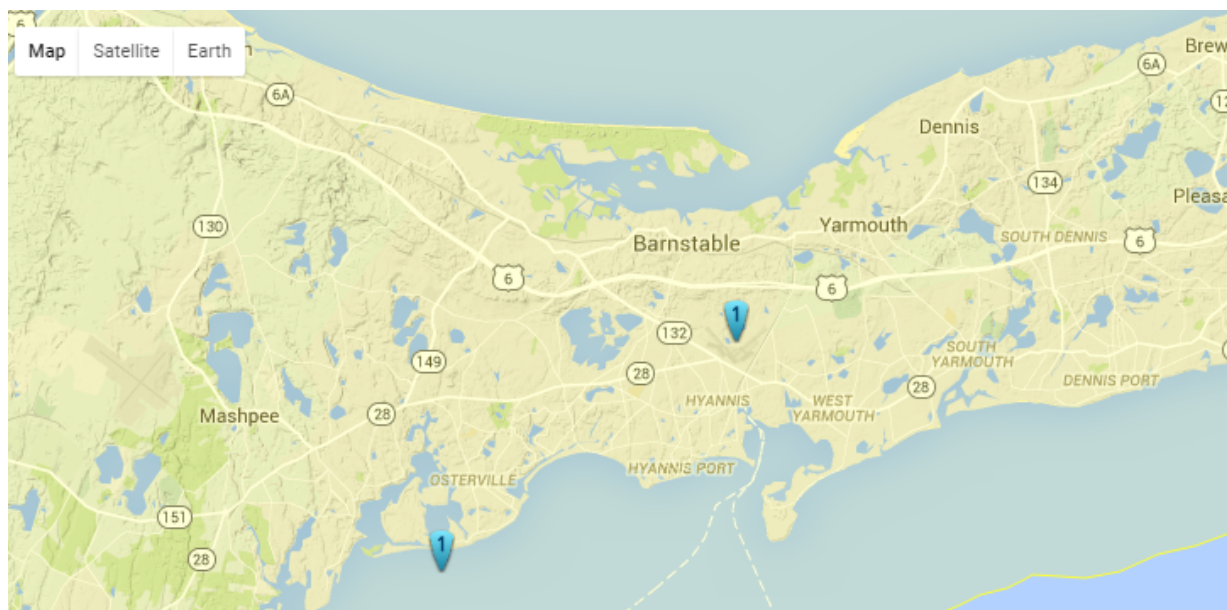 6
Map Satellite Earth
6A
6A
Brew
Dennis
134
Pleasa
130
Yarmouth
Barnstable
SOUTH DENNIS
6
6
6
1
132
149
28
SOUTH
YARMOUTH
DENNIS PORT
28
HYANNIS
WEST
YARMOUTH
Mashpee
28
OSTERVILLE
HYANNIS PORT
151
1
28